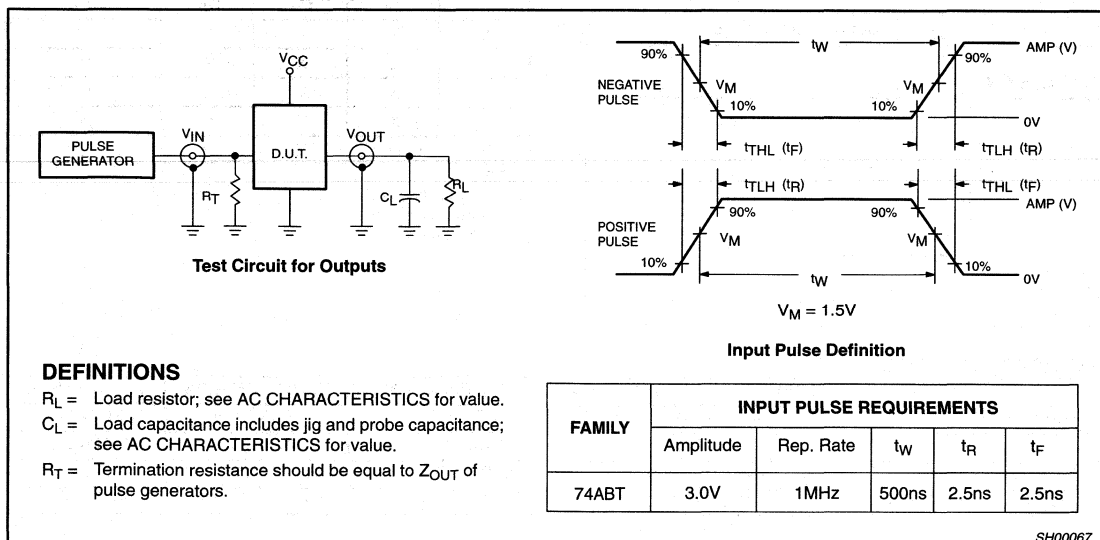 VCC
PULSE
GENERATOR
VIN
D.U.T.
VOUT
RT
CL
RL
Test Circuit for Outputs
90%
tW
90%
AMP (V)
NEGATIVE
PULSE
VM
VM
10%
10%
0V
tTHL (tF)
tTLH (tR)
tTLH (tR)
tTHL (tF)
AMP (V)
90%
90%
POSITIVE
PULSE
VM
VM
10%
10%
tW
0V
VM = 1.5V
Input Pulse Definition
DEFINITIONS
RL = Load resistor; see AC CHARACTERISTICS for value.
CL = Load capacitance includes jig and probe capacitance;
see AC CHARACTERISTICS for value.
RT = Termination resistance should be equal to ZOUT of
pulse generators.
FAMILY
INPUT PULSE REQUIREMENTS
Amplitude Rep. Rate tW tR tF
74ABT 3.0V 1MHz 500ns 2.5ns 2.5ns
SH00067